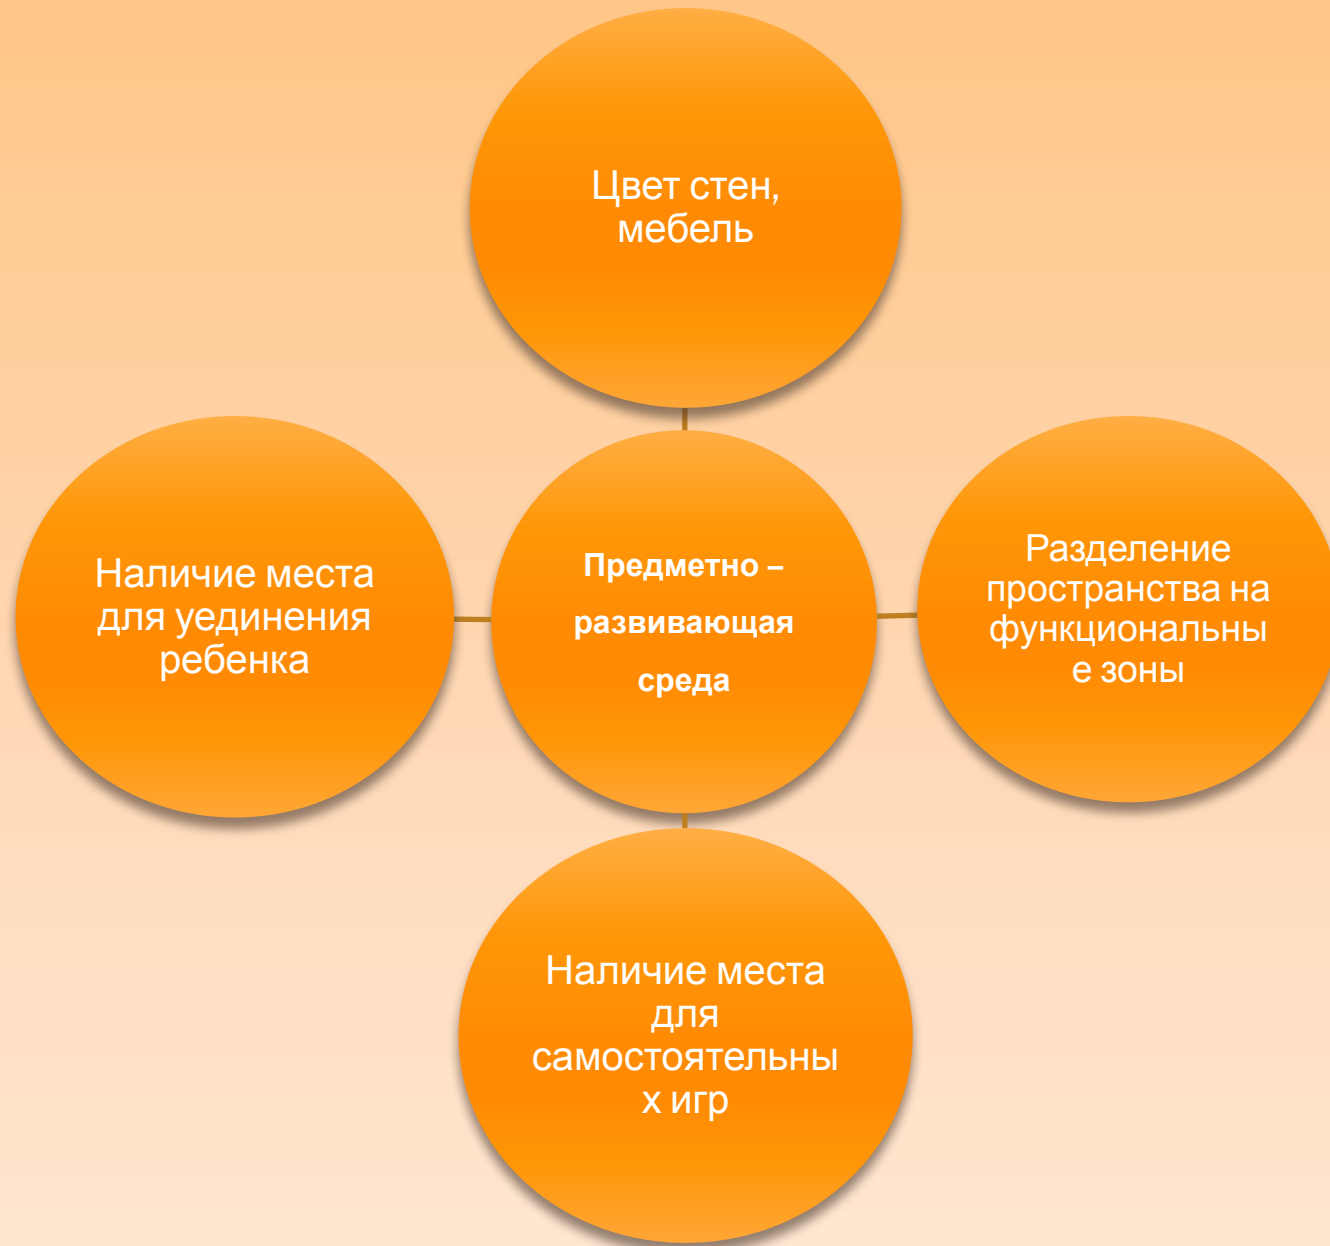 Цвет стен,
мебель
Наличие места
для уединения
ребенка
Предметно –
развивающая
среда
Разделение
пространства на
функциональны
е зоны
Наличие места
для
самостоятельны
х игр